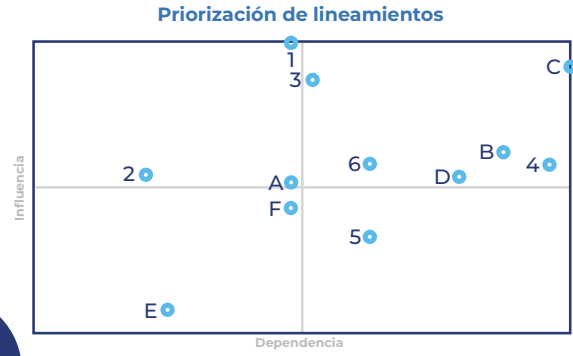 Priorización de lineamientos
1
3
C
B
6
4
2
D
A
F
5
E
Influencia
Dependencia